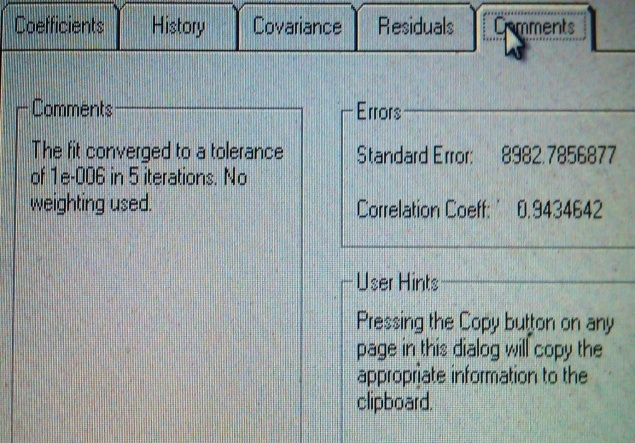 Coefficients History Covariance Residuals Comments
Comments
The fit converged to a tolerance
of 1e-006 in 5 iterations. No
weighting used.
Errors
Standard Error: 8982.7856877
Correlation Coeff: 0.9434642
User Hints
Pressing the Copy button on any
page in this dialog will copy the
appropriate information to the
clipboard.